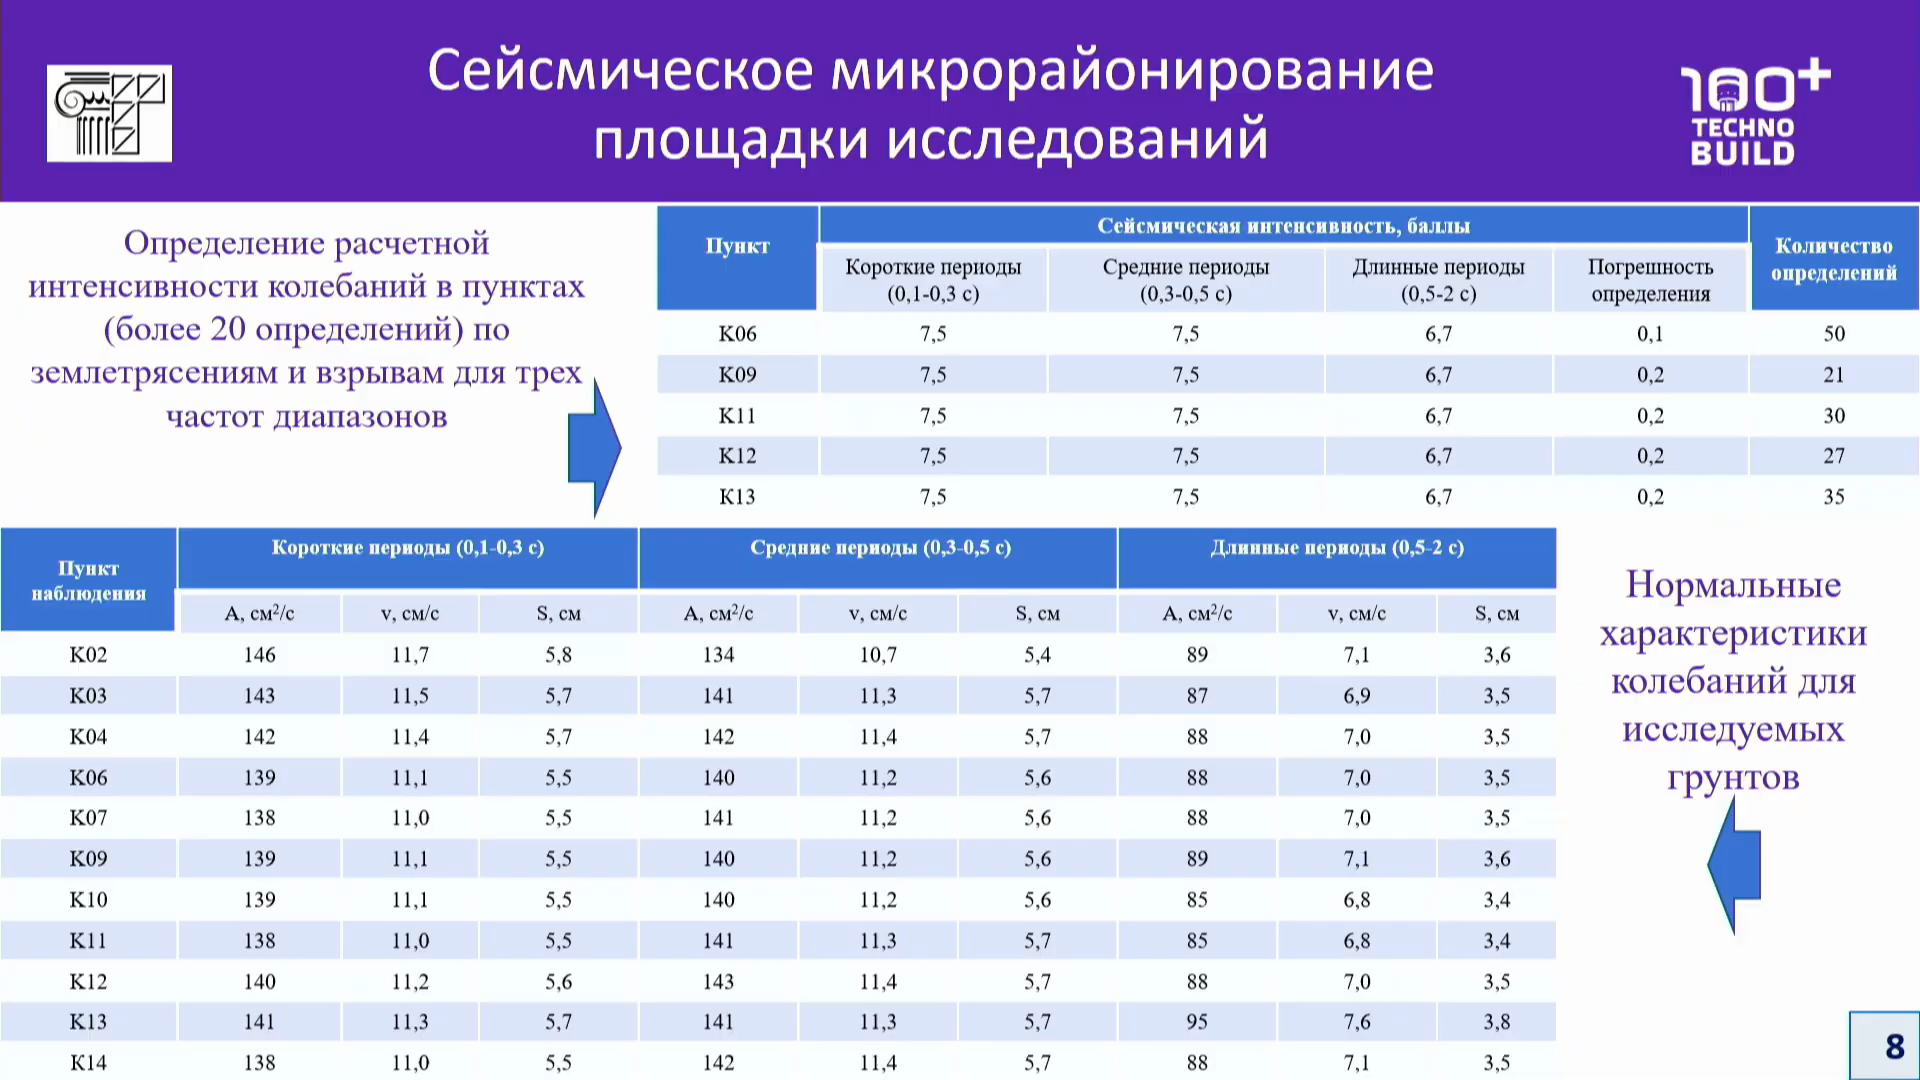 Сейсмическое микрорайонирование
площадки исследований
100+
TECHNO
BUILD
Определение расчетной
интенсивности колебаний в пунктах
(более 20 определений) по
землетрясениям и взрывам для трех
частот диапазонов
Пункт Сейсмическая интенсивность, баллы Количество определений
Короткие периоды (0,1-0,3 с) Средние периоды (0,3-0,5 с) Длинные периоды (0,5-2 с) Погрешность определения
К06 7,5 7,5 6,7 0,1 50
К09 7,5 7,5 6,7 0,2 21
К11 7,5 7,5 6,7 0,2 30
К12 7,5 7,5 6,7 0,2 27
К13 7,5 7,5 6,7 0,2 35
Пункт наблюдения Короткие периоды (0,1-0,3 с) Средние периоды (0,3-0,5 с) Длинные периоды (0,5-2 с)
А, см²/с v, см/с S, см А, см²/с v, см/с S, см А, см²/с v, см/с S, см
К02 146 11,7 5,8 134 10,7 5,4 89 7,1 3,6
К03 143 11,5 5,7 141 11,3 5,7 87 6,9 3,5
К04 142 11,4 5,7 142 11,4 5,7 88 7,0 3,5
К06 139 11,1 5,5 140 11,2 5,6 88 7,0 3,5
К07 138 11,0 5,5 141 11,2 5,6 88 7,0 3,5
К09 139 11,1 5,5 140 11,2 5,6 89 7,1 3,6
К10 139 11,1 5,5 140 11,2 5,6 85 6,8 3,4
К11 138 11,0 5,5 141 11,3 5,7 85 6,8 3,4
К12 140 11,2 5,6 143 11,4 5,7 88 7,0 3,5
К13 141 11,3 5,7 141 11,3 5,7 95 7,6 3,8
К14 138 11,0 5,5 142 11,4 5,7 88 7,1 3,5
Нормальные
характеристики
колебаний для
исследуемых
грунтов
8